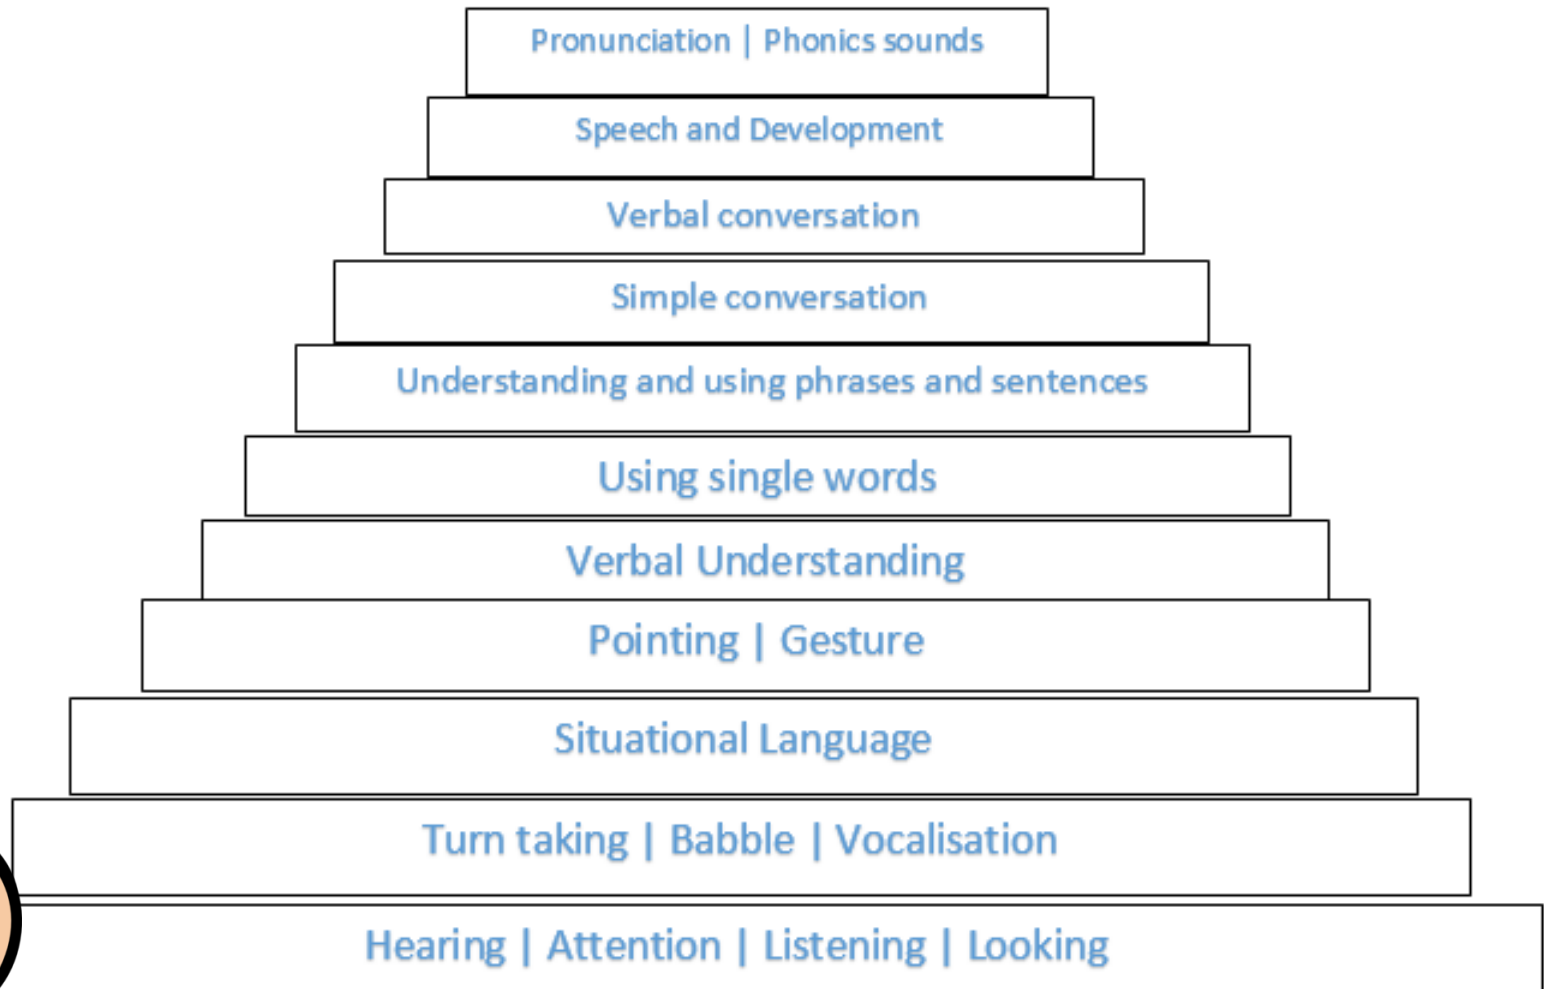 Pronunciation | Phonics sounds
Speech and Development
Verbal conversation
Simple conversation
Understanding and using phrases and sentences
Using single words
Verbal Understanding
Pointing | Gesture
Situational Language
Turn taking | Babble | Vocalisation
Hearing | Attention | Listening | Looking